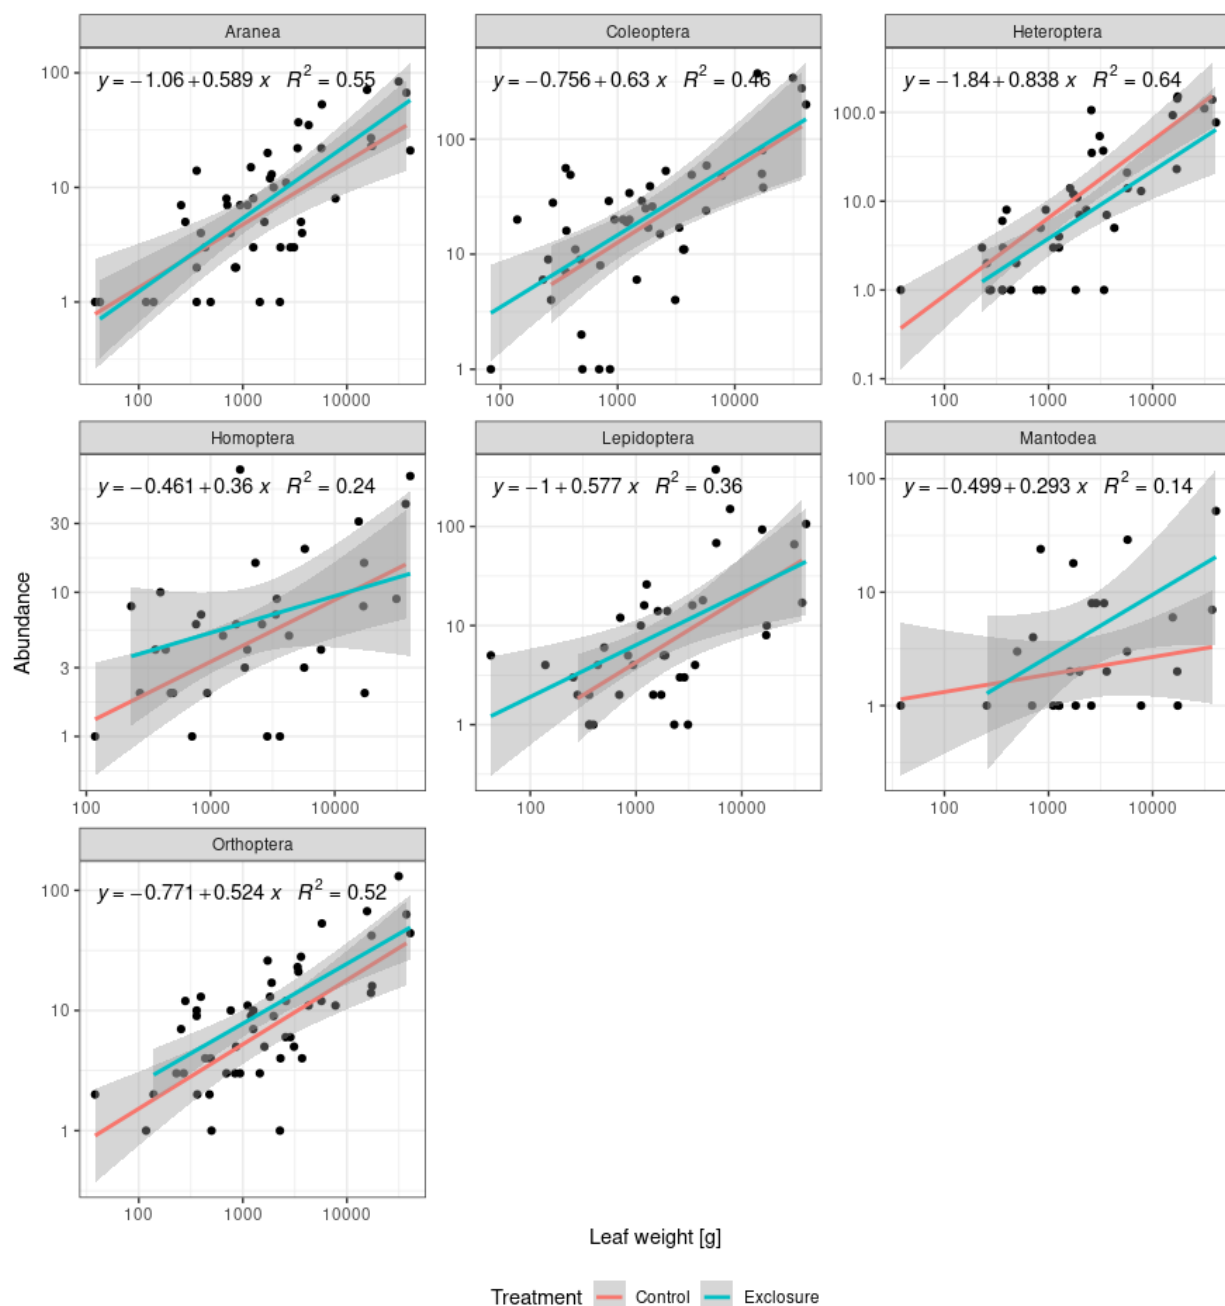 Aranea Coleoptera Heteroptera
y = −1.06 + 0.589 x R² = 0.55 y = −0.756 + 0.63 x R² = 0.46 y = −1.84 + 0.838 x R² = 0.64
100
10
1
100
10
1
100.0
10.0
1.0
0.1
100 1000 10000 100 1000 10000 100 1000 10000
Homoptera Lepidoptera Mantodea
y = −0.461 + 0.36 x R² = 0.24 y = −1 + 0.577 x R² = 0.36 y = −0.499 + 0.293 x R² = 0.14
30
10
3
1
100
10
1
100
10
1
100 1000 10000 100 1000 10000 100 1000 10000
Abundance
Orthoptera
y = −0.771 + 0.524 x R² = 0.52
100
10
1
100 1000 10000
Leaf weight [g]
Treatment Control Exclosure